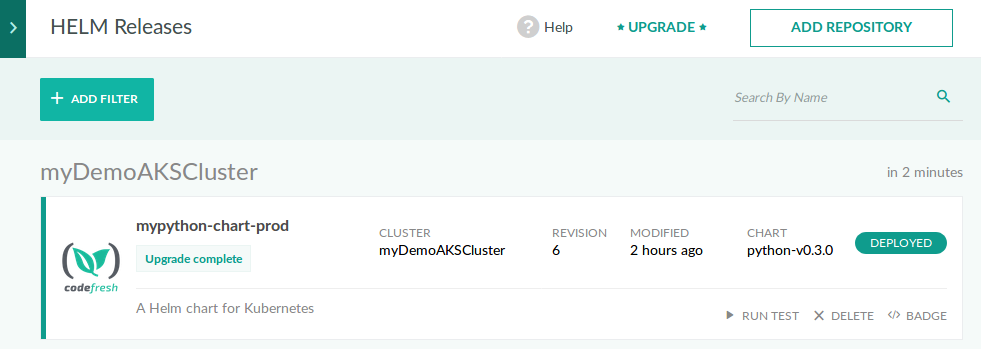 HELM Releases
? Help
★ UPGRADE ★
ADD REPOSITORY
+ ADD FILTER
Search By Name
myDemoAKSCluster
in 2 minutes
mypython-chart-prod
Upgrade complete
codefresh
CLUSTER
myDemoAKSCluster
REVISION
6
MODIFIED
2 hours ago
CHART
python-v0.3.0
DEPLOYED
A Helm chart for Kubernetes
RUN TEST
DELETE
BADGE